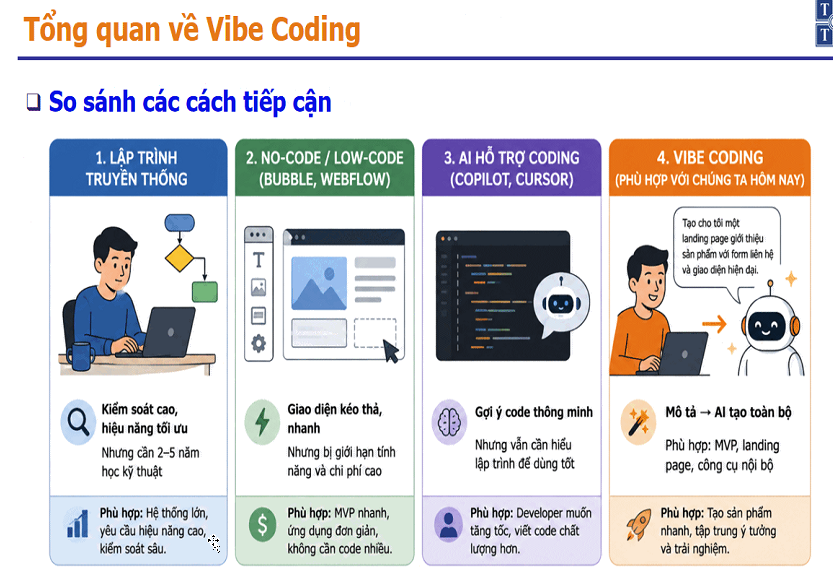 Tổng quan về Vibe Coding
T
T
So sánh các cách tiếp cận
1. LẬP TRÌNH
TRUYỀN THỐNG
Kiểm soát cao,
hiệu năng tối ưu
Nhưng cần 2–5 năm
học kỹ thuật
Phù hợp: Hệ thống lớn,
yêu cầu hiệu năng cao,
kiểm soát sâu.
2. NO-CODE / LOW-CODE
(BUBBLE, WEBFLOW)
T
Giao diện kéo thả,
nhanh
Nhưng bị giới hạn tính
năng và chi phí cao
$
Phù hợp: MVP nhanh,
ứng dụng đơn giản,
không cần code nhiều.
3. AI HỖ TRỢ CODING
(COPILOT, CURSOR)
Gợi ý code thông minh
Nhưng vẫn cần hiểu
lập trình để dùng tốt
Phù hợp: Developer muốn
tăng tốc, viết code chất
lượng hơn.
4. VIBE CODING
(PHÙ HỢP VỚI CHÚNG TA HÔM NAY)
Tạo cho tôi một
landing page giới thiệu
sản phẩm với form liên hệ
và giao diện hiện đại.
Mô tả → AI tạo toàn bộ
Phù hợp: MVP, landing
page, công cụ nội bộ
Phù hợp: Tạo sản phẩm
nhanh, tập trung ý tưởng
và trải nghiệm.